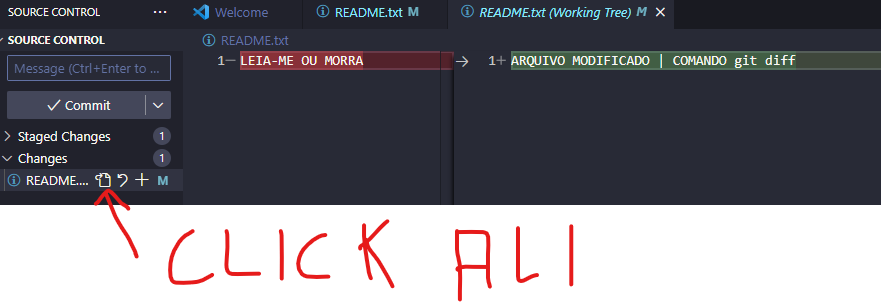 SOURCE CONTROL ···
Welcome
README.txt M
README.txt (Working Tree) M
SOURCE CONTROL
README.txt
Message (Ctrl+Enter to ...
1 LEIA-ME OU MORRA
1+ ARQUIVO MODIFICADO | COMANDO git diff
Commit
Staged Changes 1
Changes 1
README.... M
CLICK ALI